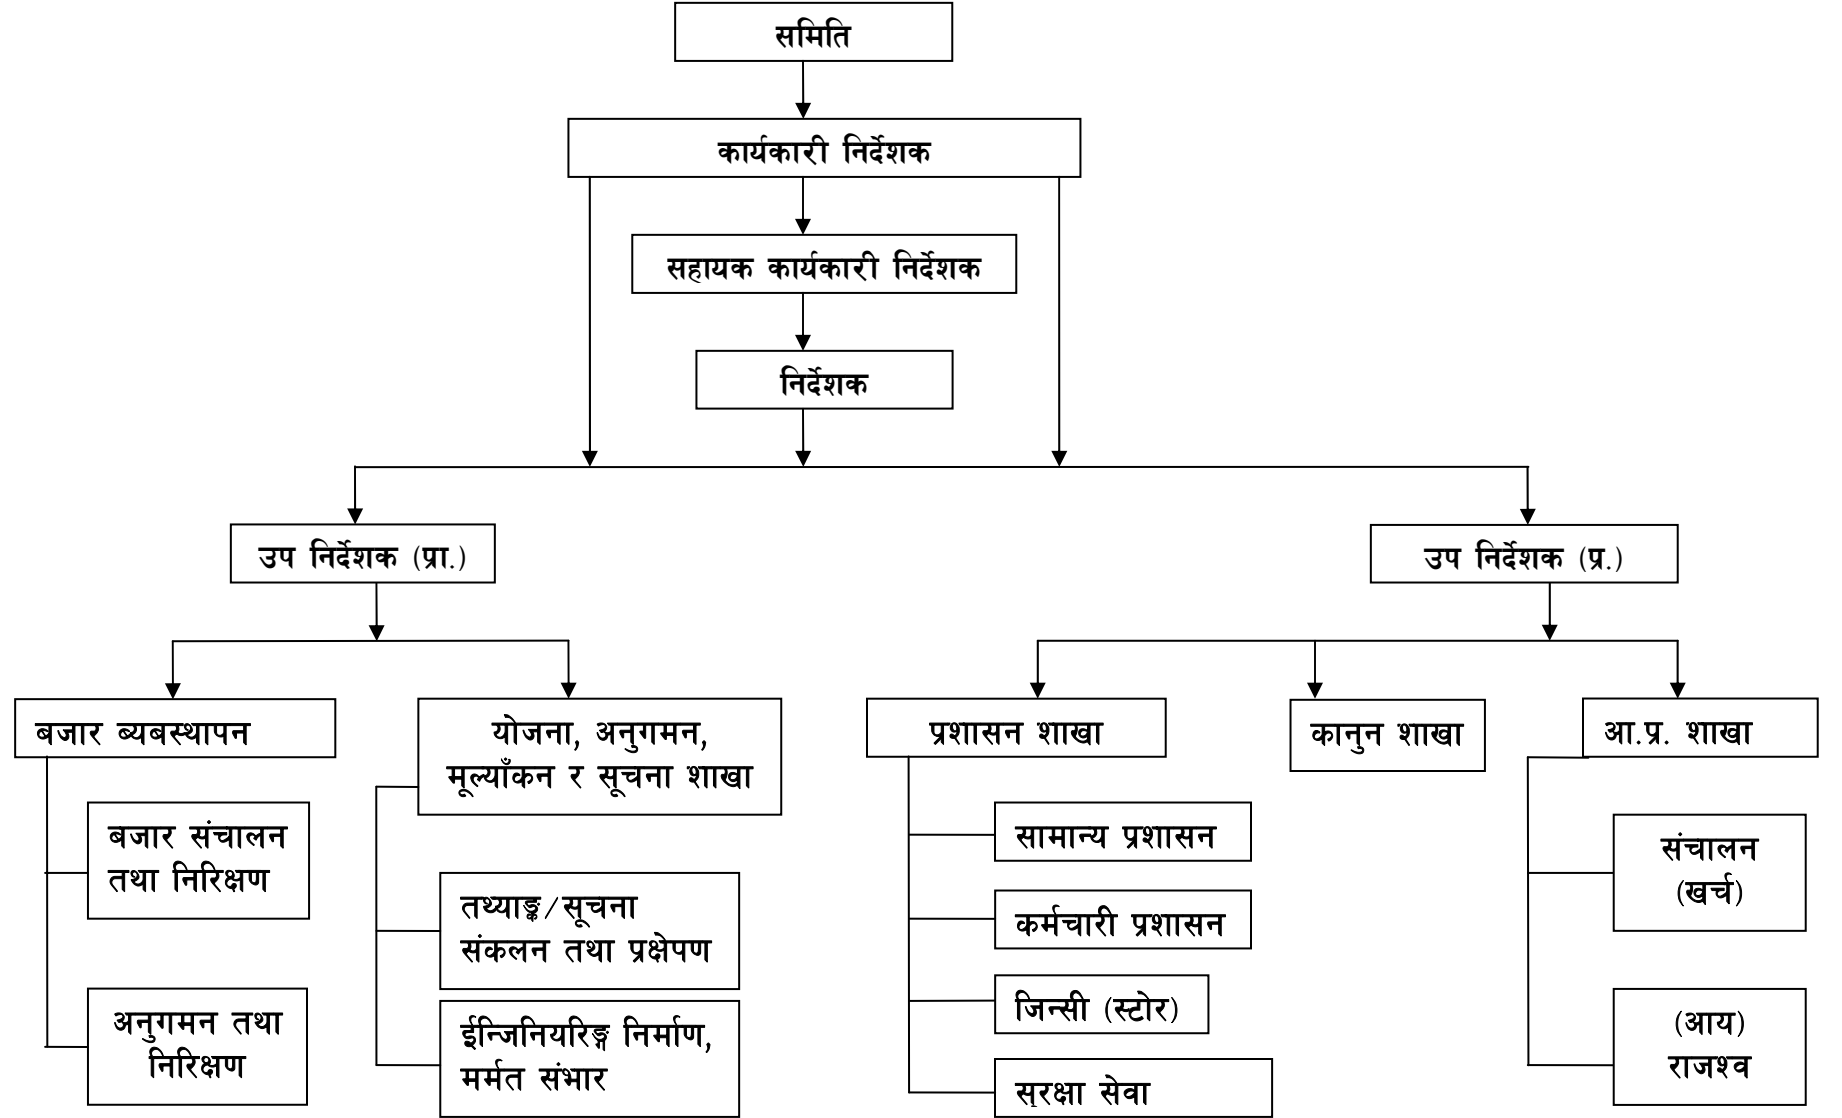 समिति
कार्यकारी निर्देशक
सहायक कार्यकारी निर्देशक
निर्देशक
उप निर्देशक (प्रा.)
उप निर्देशक (प्र.)
बजार ब्यबस्थापन
योजना, अनुगमन,
मूल्याँकन र सूचना शाखा
प्रशासन शाखा
कानुन शाखा
आ.प्र. शाखा
बजार संचालन
तथा निरिक्षण
अनुगमन तथा
निरिक्षण
तथ्याङ्क/सूचना
संकलन तथा प्रक्षेपण
ईन्जिनियरिङ्ग निर्माण,
मर्मत संभार
सामान्य प्रशासन
कर्मचारी प्रशासन
जिन्सी (स्टोर)
सुरक्षा सेवा
संचालन
(खर्च)
(आय)
राजश्व